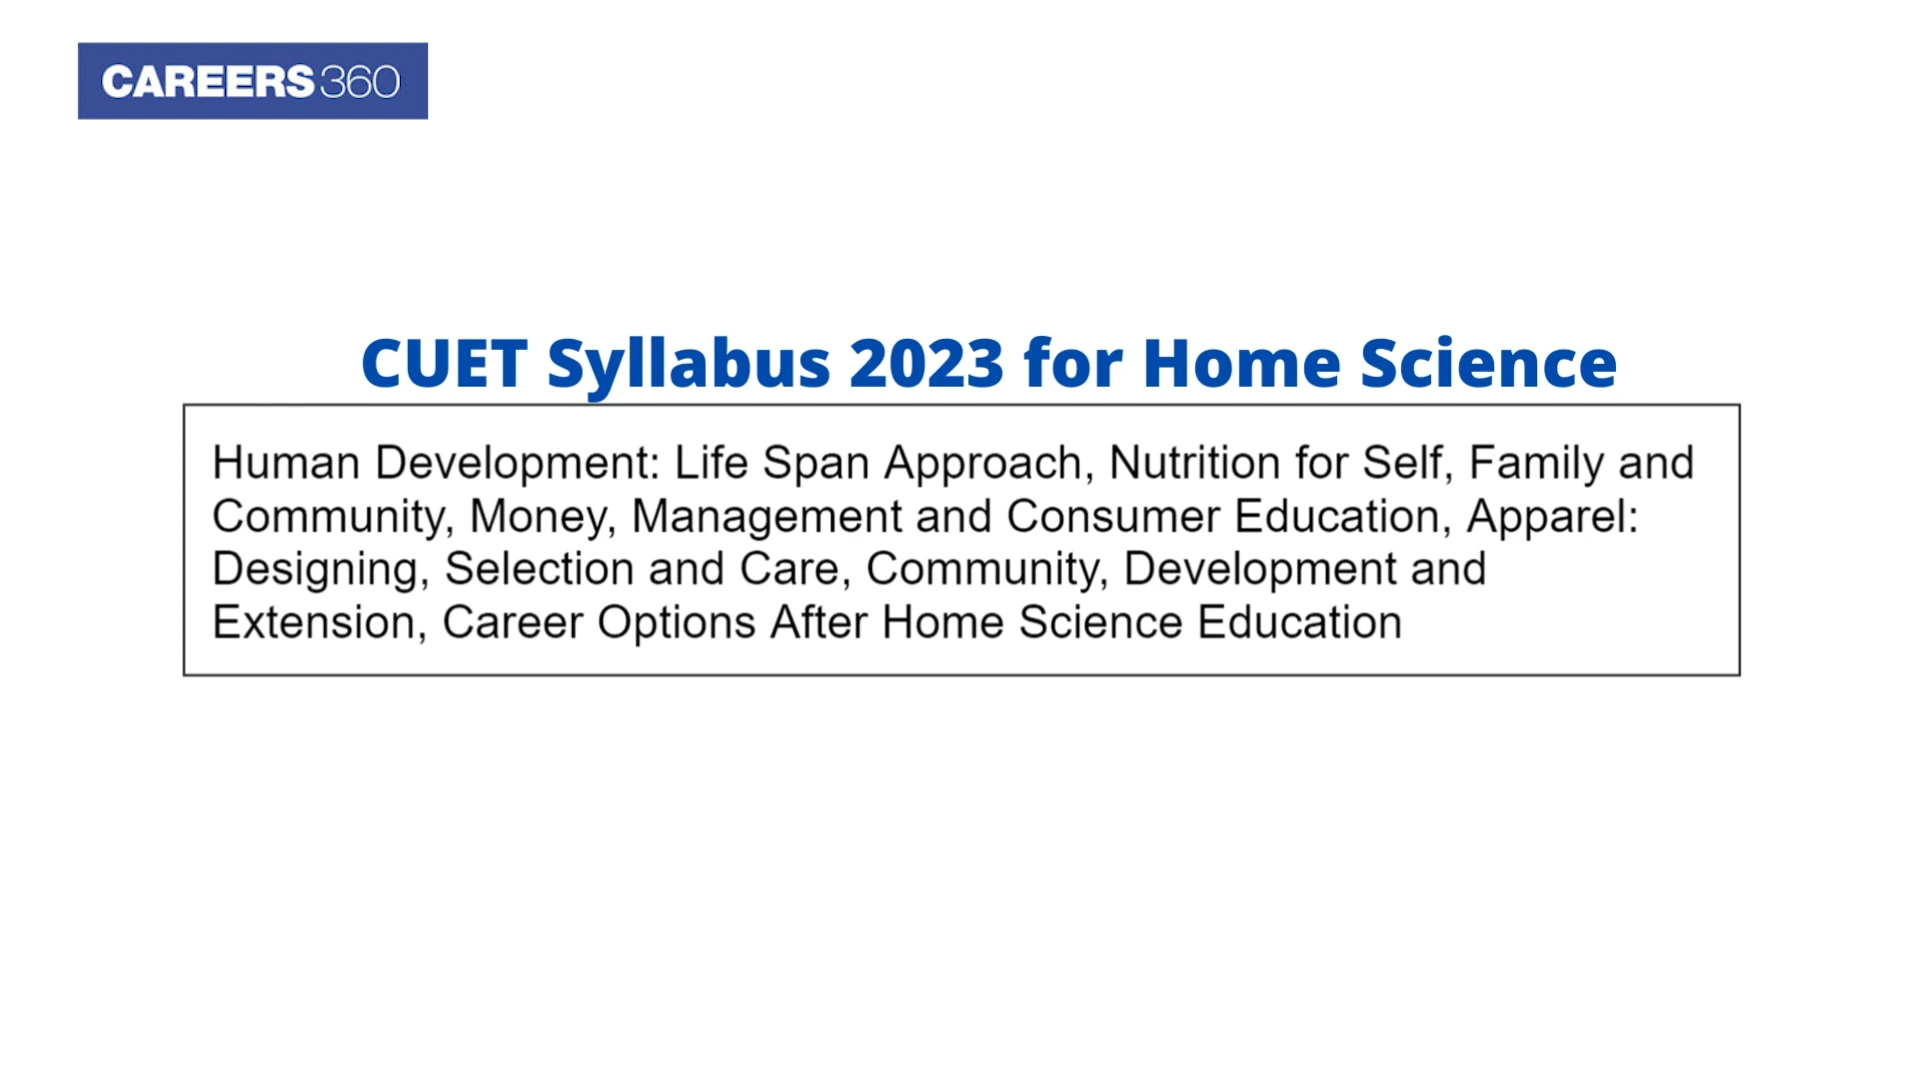 CAREERS360
CUET Syllabus 2023 for Home Science
Human Development: Life Span Approach, Nutrition for Self, Family and
Community, Money, Management and Consumer Education, Apparel:
Designing, Selection and Care, Community, Development and
Extension, Career Options After Home Science Education